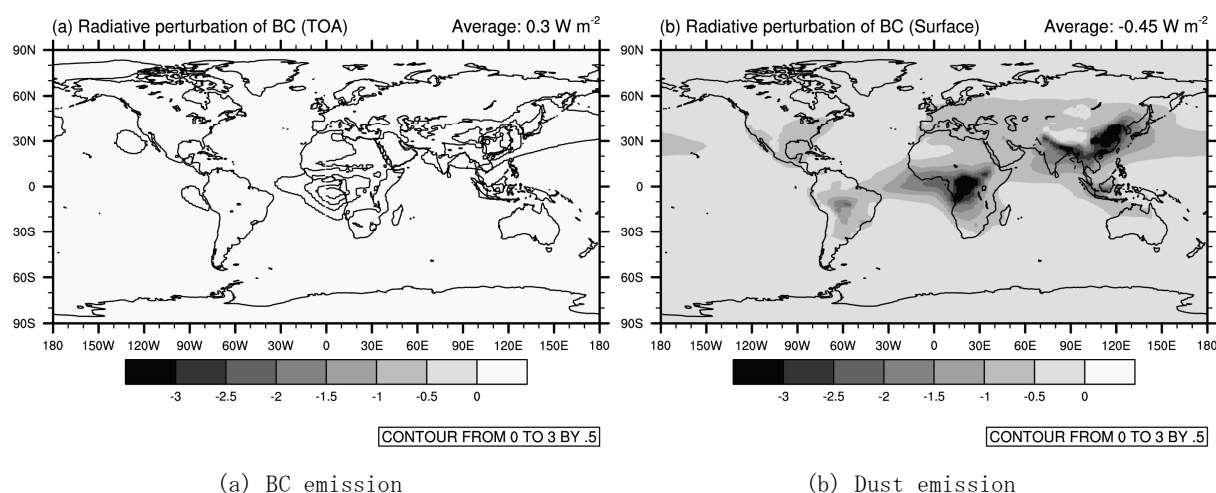 (a) Radiative perturbation of BC (TOA) Average: 0.3 W m-2
90N
60N
30N
0
30S
60S
90S
180 150W 120W 90W 60W 30W 0 30E 60E 90E 120E 150E 180
-3 -2.5 -2 -1.5 -1 -0.5 0
CONTOUR FROM 0 TO 3 BY .5
(a) BC emission
(b) Radiative perturbation of BC (Surface) Average: -0.45 W m-2
90N
60N
30N
0
30S
60S
90S
180 150W 120W 90W 60W 30W 0 30E 60E 90E 120E 150E 180
-3 -2.5 -2 -1.5 -1 -0.5 0
CONTOUR FROM 0 TO 3 BY .5
(b) Dust emission